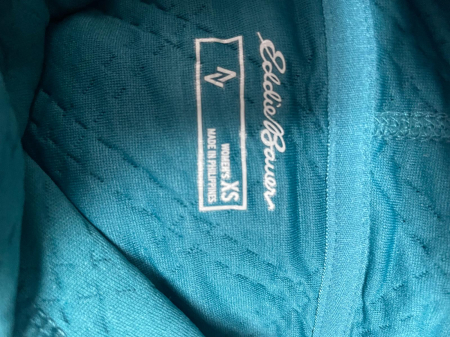 Eddie Bauer
WOMEN'S XS
MADE IN PHILIPPINES